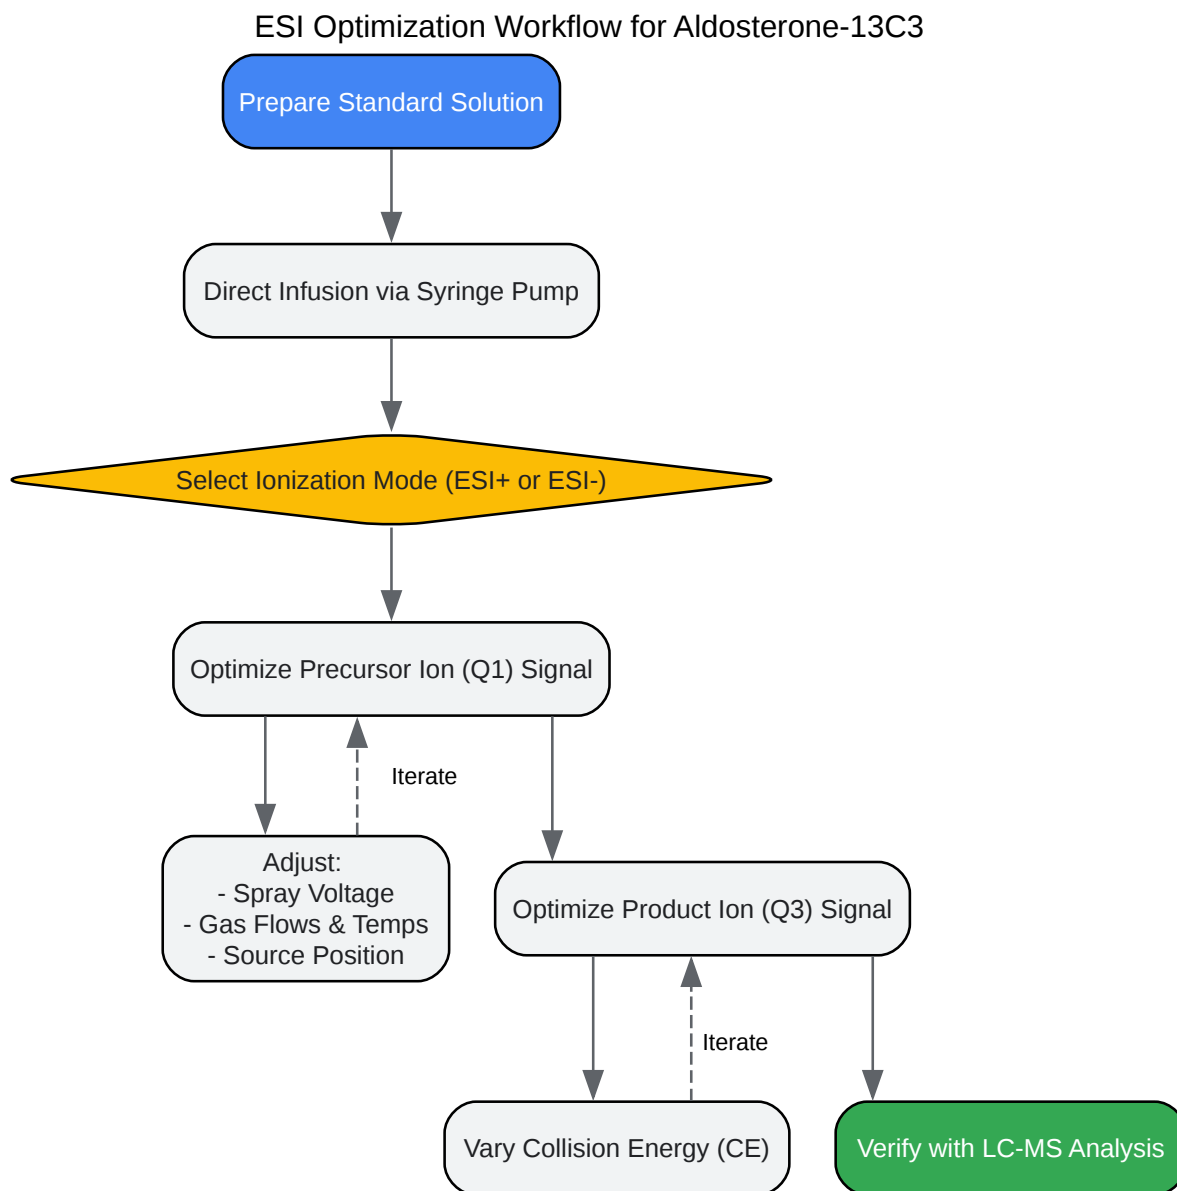 ESI Optimization Workflow for Aldosterone-13C3
Prepare Standard Solution
Direct Infusion via Syringe Pump
Select Ionization Mode (ESI+ or ESI-)
Optimize Precursor Ion (Q1) Signal
Iterate
Adjust:
- Spray Voltage
- Gas Flows & Temps
- Source Position
Optimize Product Ion (Q3) Signal
Iterate
Vary Collision Energy (CE)
Verify with LC-MS Analysis